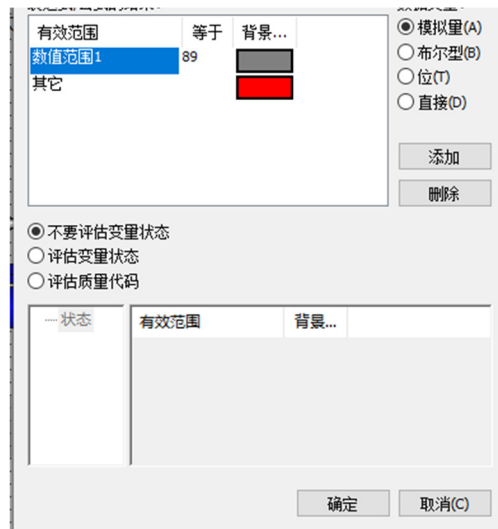 有效范围 等于 背景...
模拟量(A)
数值范围1 89
布尔型(B)
其它
位(T)
直接(D)
添加
删除
不要评估变量状态
评估变量状态
评估质量代码
状态 有效范围 背景...
确定 取消(C)